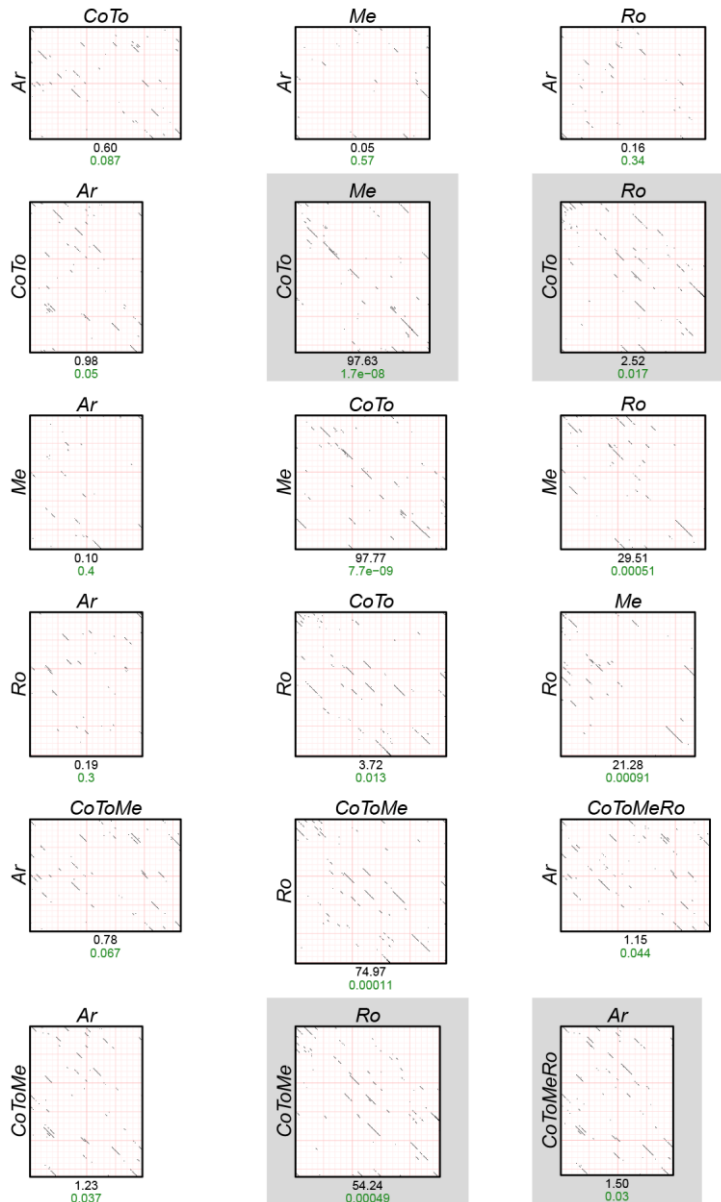 CoTo Me Ro
Ar Ar Ar
0.60 0.05 0.16
0.087 0.57 0.34
Ar Me Ro
CoTo CoTo CoTo
0.98 97.63 2.52
0.05 1.7e−08 0.017
Ar CoTo Ro
Me Me Me
0.10 97.77 29.51
0.4 7.7e−09 0.00051
Ar CoTo Me
Ro Ro Ro
0.19 3.72 21.28
0.3 0.013 0.00091
CoToMe CoToMe CoToMeRo
Ar Ro Ar
0.78 74.97 1.15
0.067 0.00011 0.044
Ar Ro Ar
CoToMe CoToMe CoToMeRo
1.23 54.24 1.50
0.037 0.00049 0.03